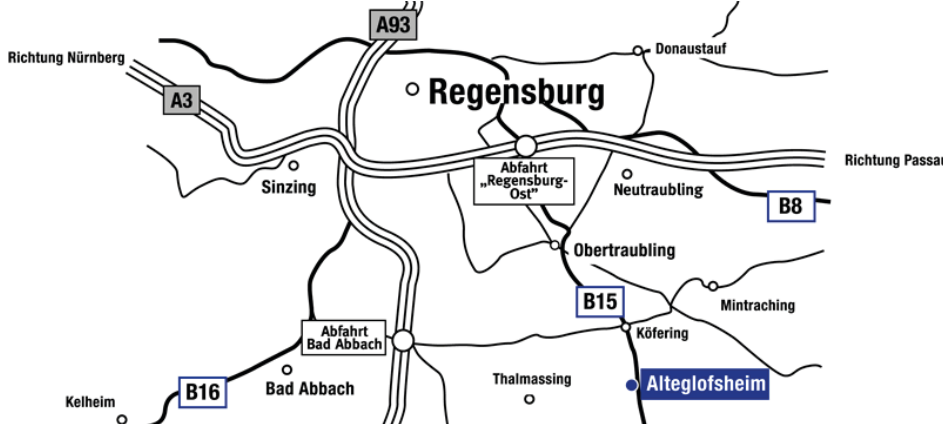 A93
Donaustauf
Richtung Nürnberg
Regensburg
A3
Abfahrt
„Regensburg-
Ost”
Richtung Passau
Sinzing
Neutraubling
B8
Obertraubling
B15
Mintraching
Köfering
Abfahrt
Bad Abbach
Thalmassing
Alteglofsheim
Bad Abbach
B16
Kelheim